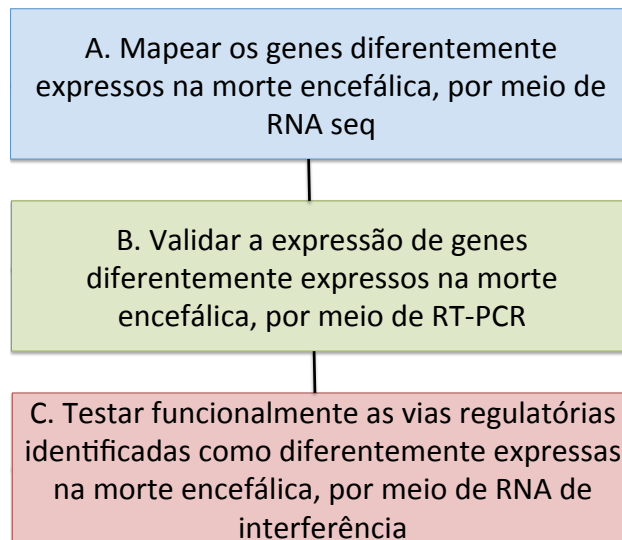 A. Mapear os genes diferentemente
expressos na morte encefálica, por meio de
RNA seq
B. Validar a expressão de genes
diferentemente expressos na morte
encefálica, por meio de RT-PCR
C. Testar funcionalmente as vias regulatórias
identificadas como diferentemente expressas
na morte encefálica, por meio de RNA de
interferência